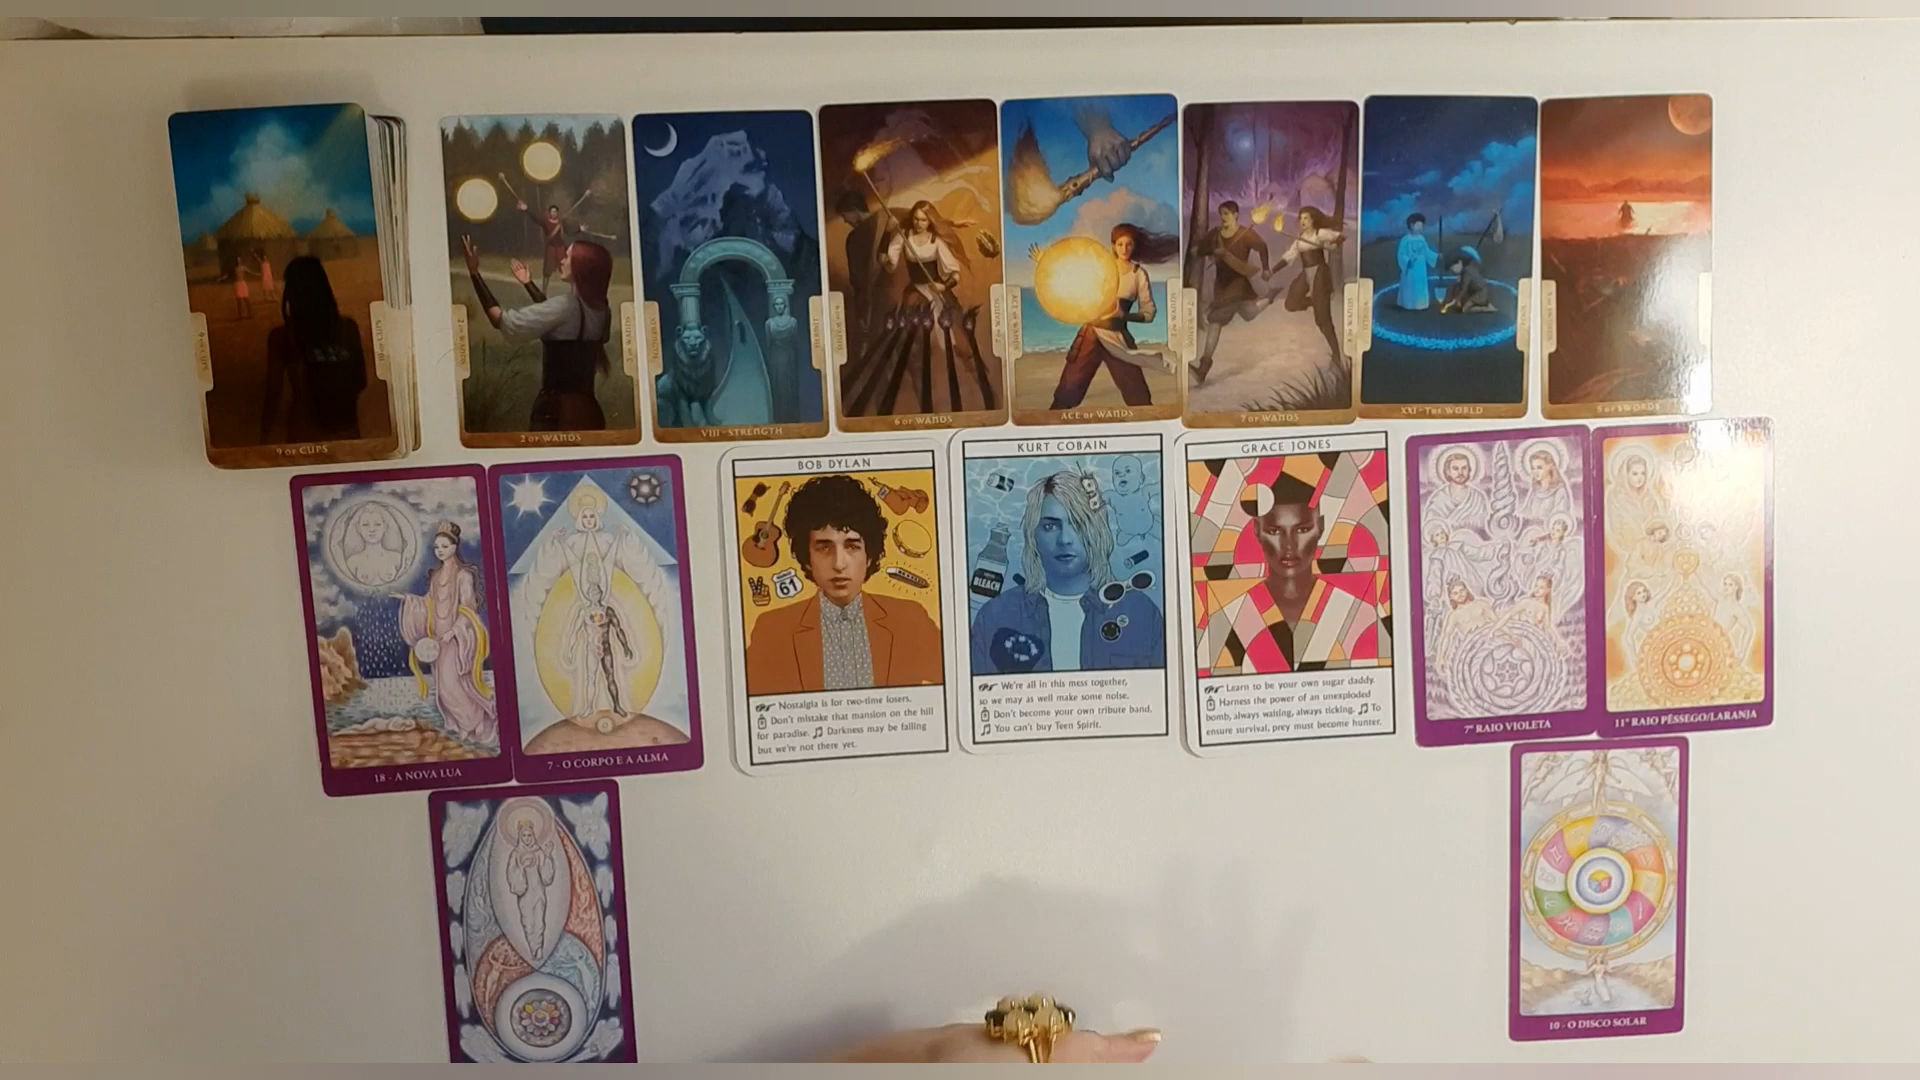 9 OF CUPS
2 OF WANDS
VIII - STRENGTH
6 OF WANDS
ACE OF WANDS
ACE OF WANDS
7 OF WANDS
XXI - THE WORLD
5 OF SWORDS
18 - A NOVA LUA
7 - O CORPO E A ALMA
BOB DYLAN
61
Nostalgia is for two-time losers.
Don't mistake that mansion on the hill
for paradise. Darkness may be falling
but we're not there yet.
KURT COBAIN
BLEACH
We're all in this mess together,
so we may as well make some noise.
Don't become your own tribute band.
You can't buy Teen Spirit.
GRACE JONES
Learn to be your own sugar daddy.
Harness the power of an unexploded
bomb, always waiting, always ticking. To
ensure survival, prey must become hunter.
7º RAIO VIOLETA
11º RAIO PÊSSEGO/LARANJA
10 - O DISCO SOLAR